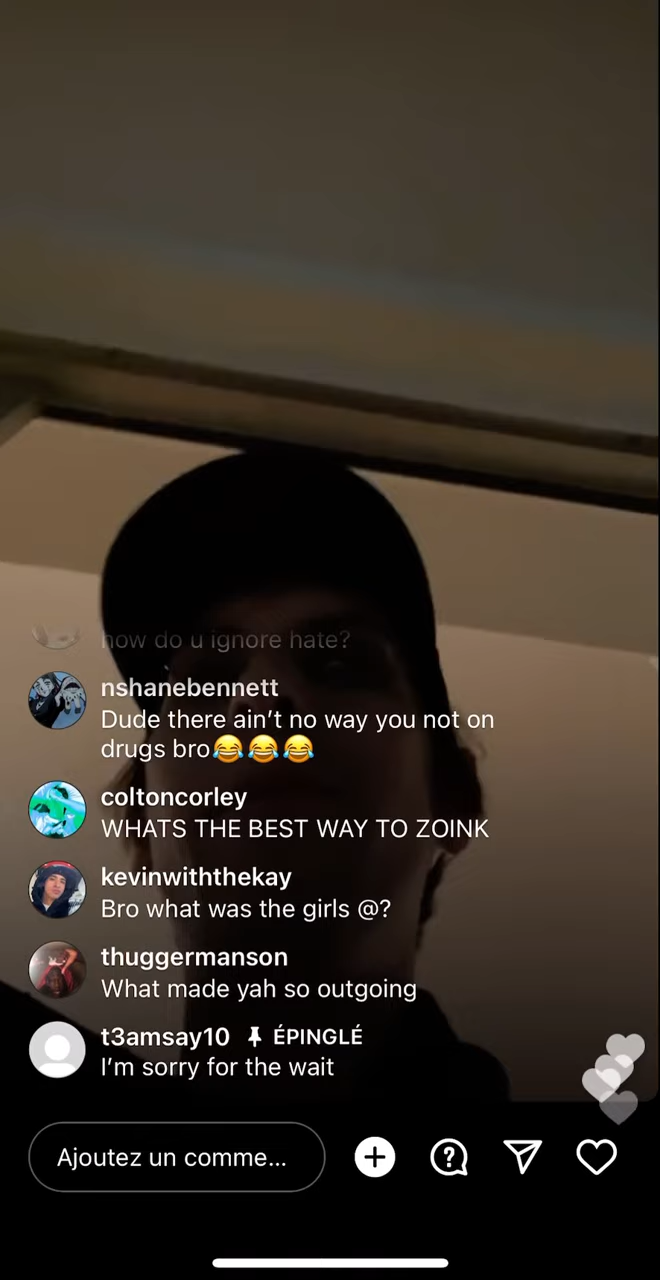 how do u ignore hate?
nshanebennett
Dude there ain’t no way you not on
drugs bro😂😂😂
coltoncorley
WHATS THE BEST WAY TO ZOINK
kevinwiththekay
Bro what was the girls @?
thuggermanson
What made yah so outgoing
t3amsay10 📌 ÉPINGLÉ
I’m sorry for the wait
Ajoutez un comme...